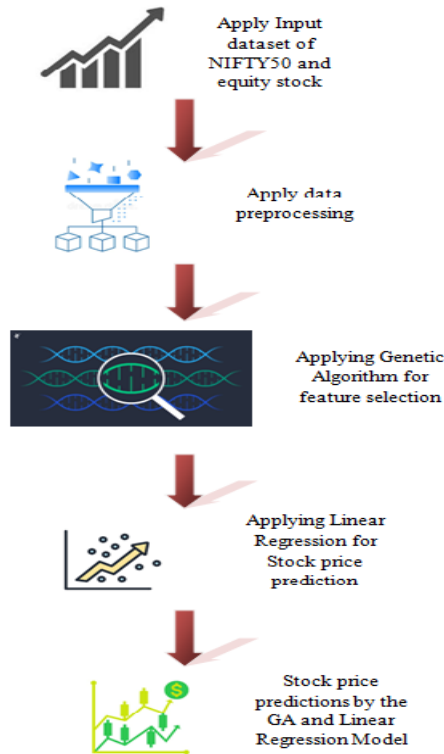 Apply Input
dataset of
NIFTY50 and
equity stock
Apply data
preprocessing
Applying Genetic
Algorithm for
feature selection
Applying Linear
Regression for
Stock price
prediction
$
Stock price
predictions by the
GA and Linear
Regression Model